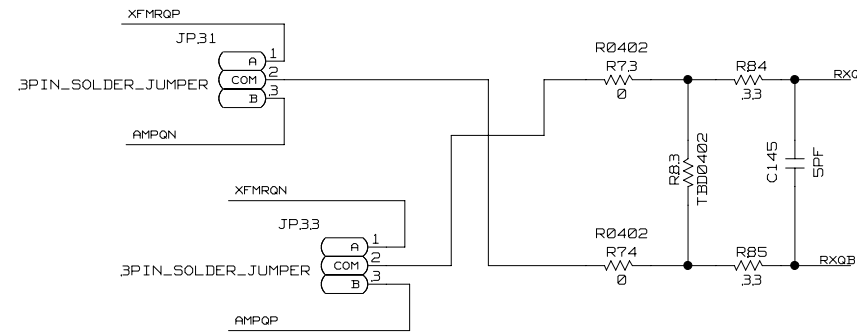 XFMRQP
JP31
A 1
3PIN_SOLDER_JUMPER COM 2
B 3
AMPQN
XFMRQN
JP33
A 1
3PIN_SOLDER_JUMPER COM 2
B 3
AMPQP
R0402
R73
0
R84
33
RXQ
R83
TBD0402
C145
5PF
R0402
R74
0
R85
33
RXQB